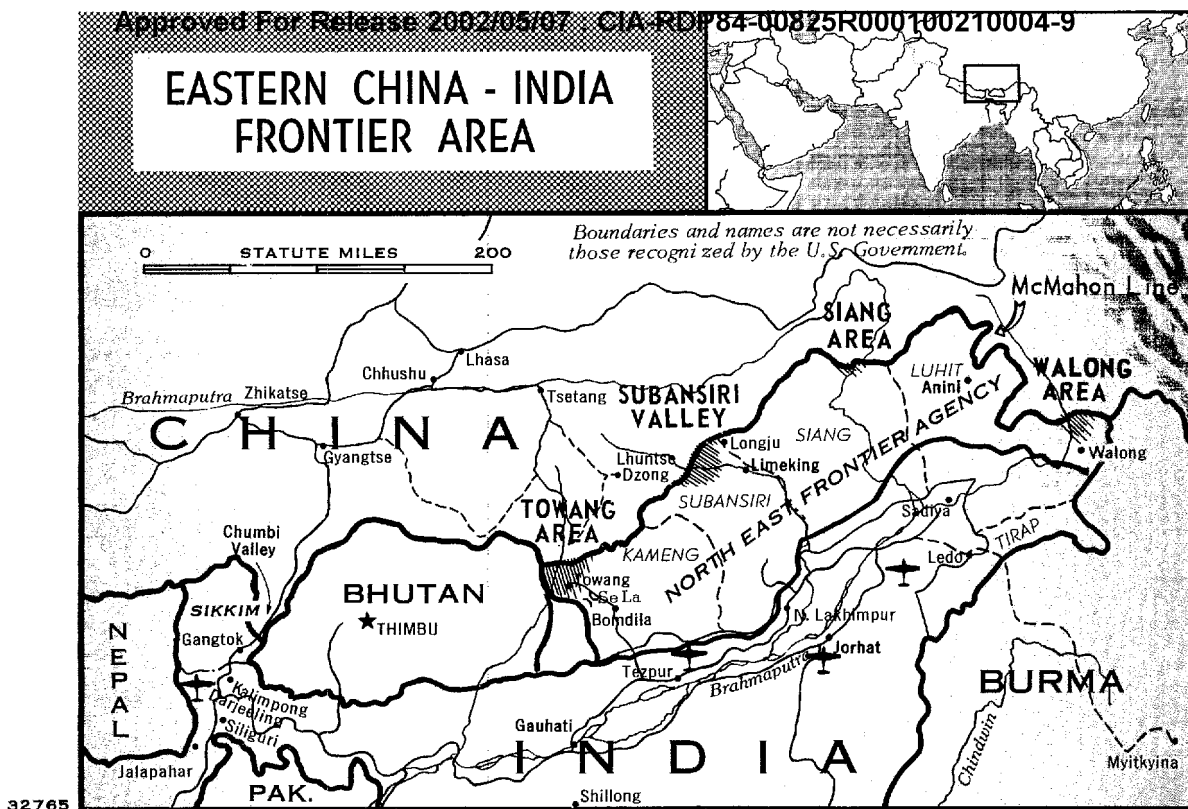 Approved For Release 2002/05/07 : CIA-RDP84-00825R000100210004-9
EASTERN CHINA - INDIA
FRONTIER AREA
Boundaries and names are not necessarily
those recognized by the U.S. Government.
0 STATUTE MILES 200
McMahon Line
SIANG
AREA
Lhasa
LUHIT
WALONG
AREA
Chhushu
Anini
Brahmaputra
Zhikatse
Tsetang
SUBANSIRI
VALLEY
CHINA
SIANG
Longju
Gyangtse
Walong
Lhuntse
Dzong
Limeking
NORTH EAST FRONTIER AGENCY
SUBANSIRI
TOWANG
AREA
Sadiya
Chumbi
Valley
KAMENG
TIRAP
Ledo
Towang
Se La
BHUTAN
THIMBU
SIKKIM
Bomdila
N. Lakhimpur
NEPAL
Gangtok
Jorhat
Tezpur
Brahmaputra
BURMA
Kalimpong
Darjeeling
Siliguri
Gauhati
INDIA
Chindwin
Jalapahar
Myitkyina
PAK.
Shillong
32765